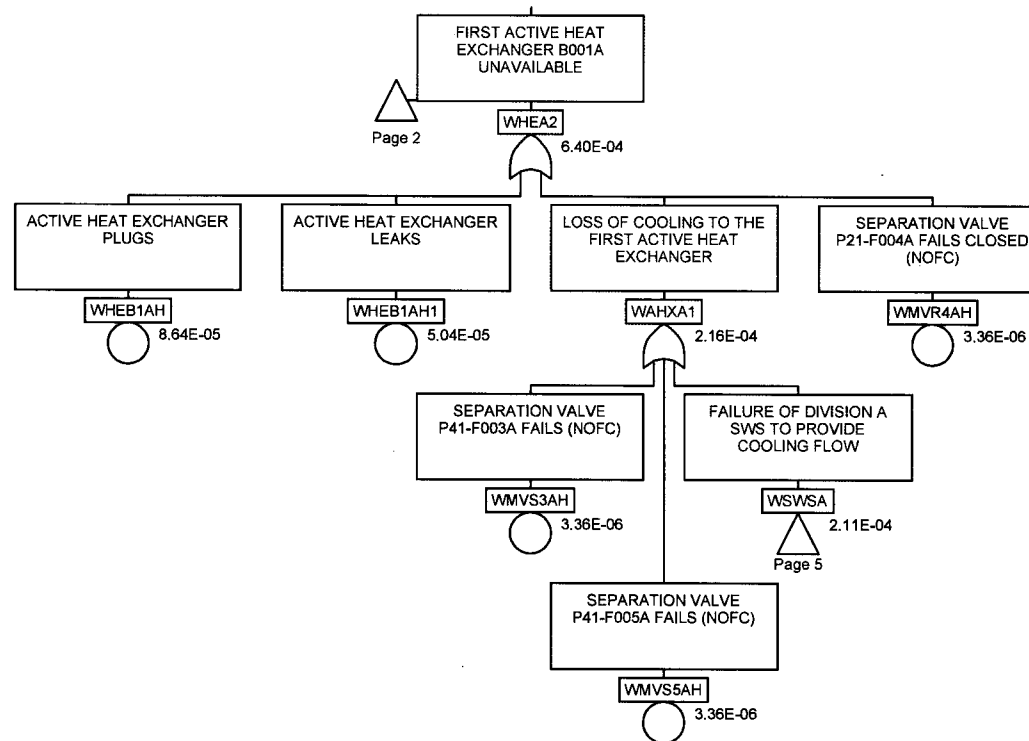 FIRST ACTIVE HEAT
EXCHANGER B001A
UNAVAILABLE
Page 2
WHEA2
6.40E-04
ACTIVE HEAT EXCHANGER
PLUGS
WHEB1AH
8.64E-05
ACTIVE HEAT EXCHANGER
LEAKS
WHEB1AH1
5.04E-05
LOSS OF COOLING TO THE
FIRST ACTIVE HEAT
EXCHANGER
WAHXA1
2.16E-04
SEPARATION VALVE
P21-F004A FAILS CLOSED
(NOFC)
WMVR4AH
3.36E-06
SEPARATION VALVE
P41-F003A FAILS (NOFC)
WMVS3AH
3.36E-06
FAILURE OF DIVISION A
SWS TO PROVIDE
COOLING FLOW
WSWSA
2.11E-04
Page 5
SEPARATION VALVE
P41-F005A FAILS (NOFC)
WMVS5AH
3.36E-06